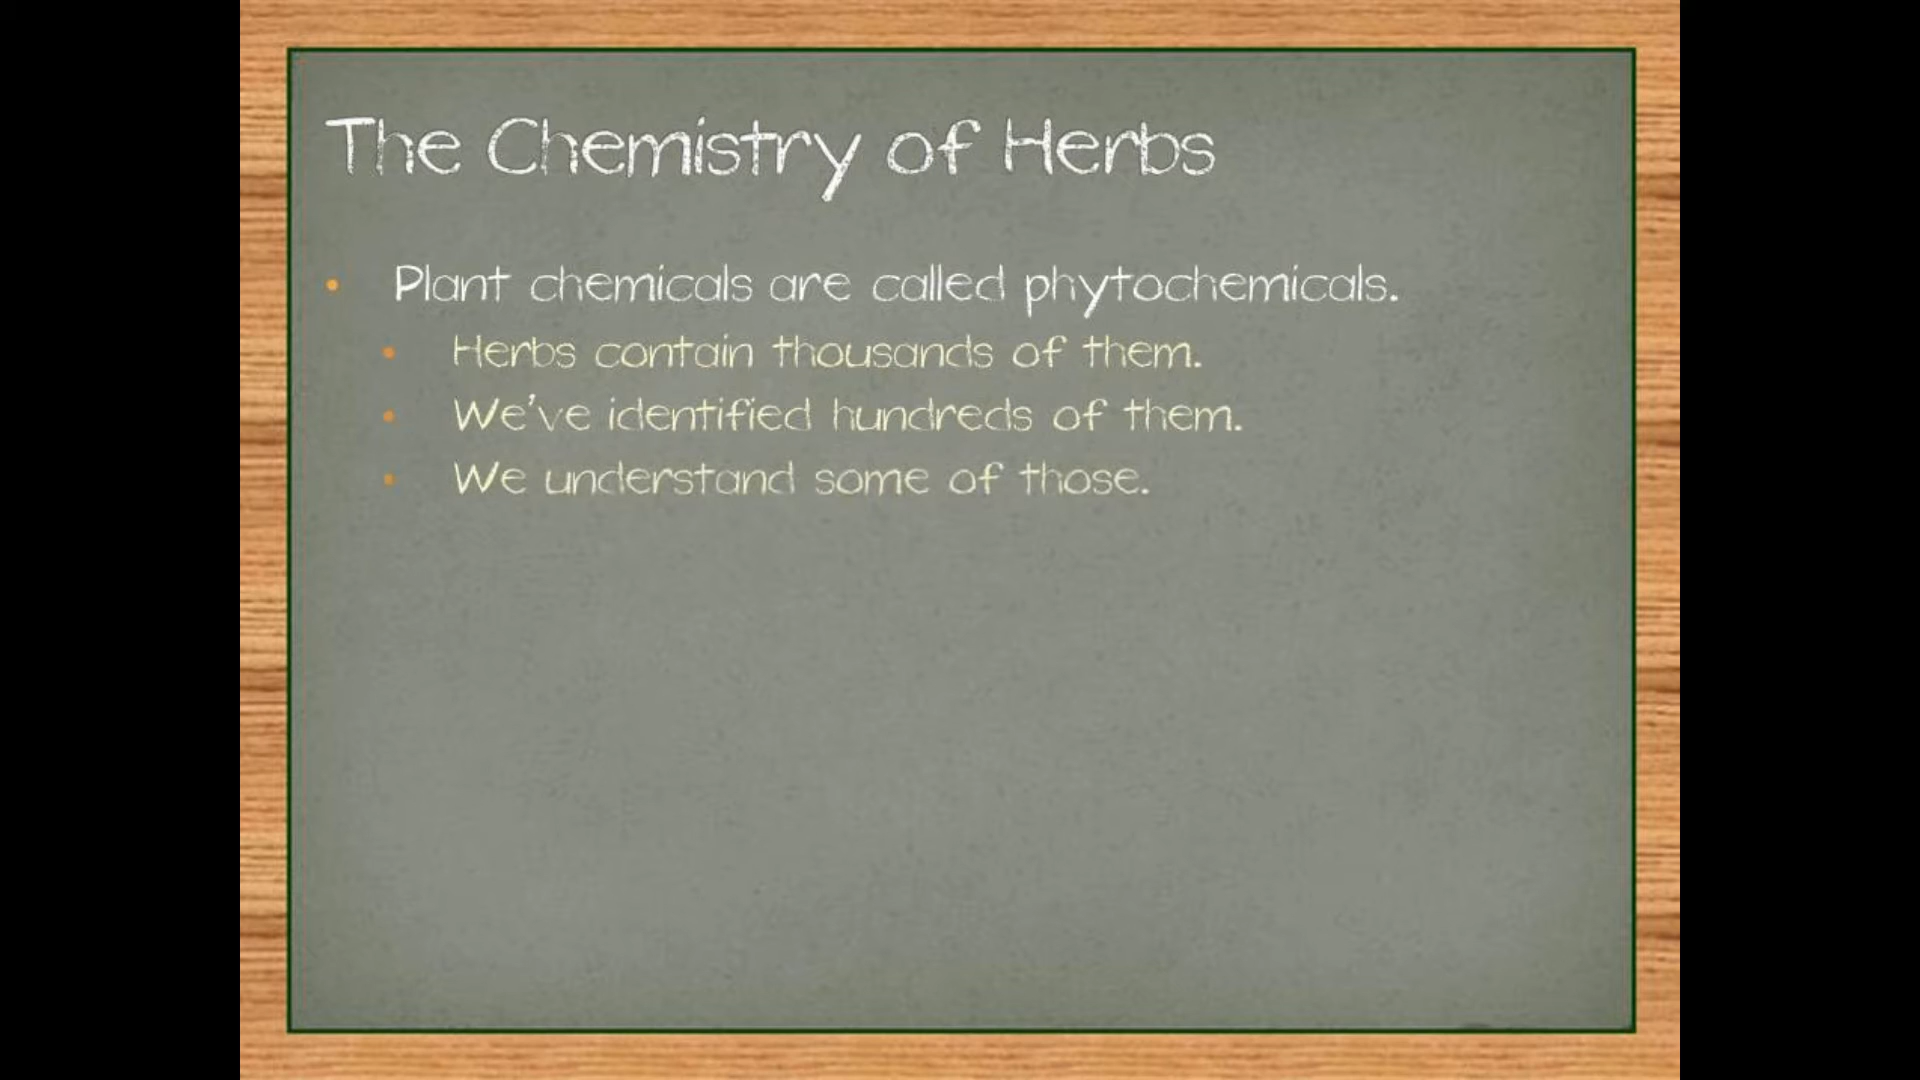 The Chemistry of Herbs
• Plant chemicals are called phytochemicals.
• Herbs contain thousands of them.
• We've identified hundreds of them.
• We understand some of those.